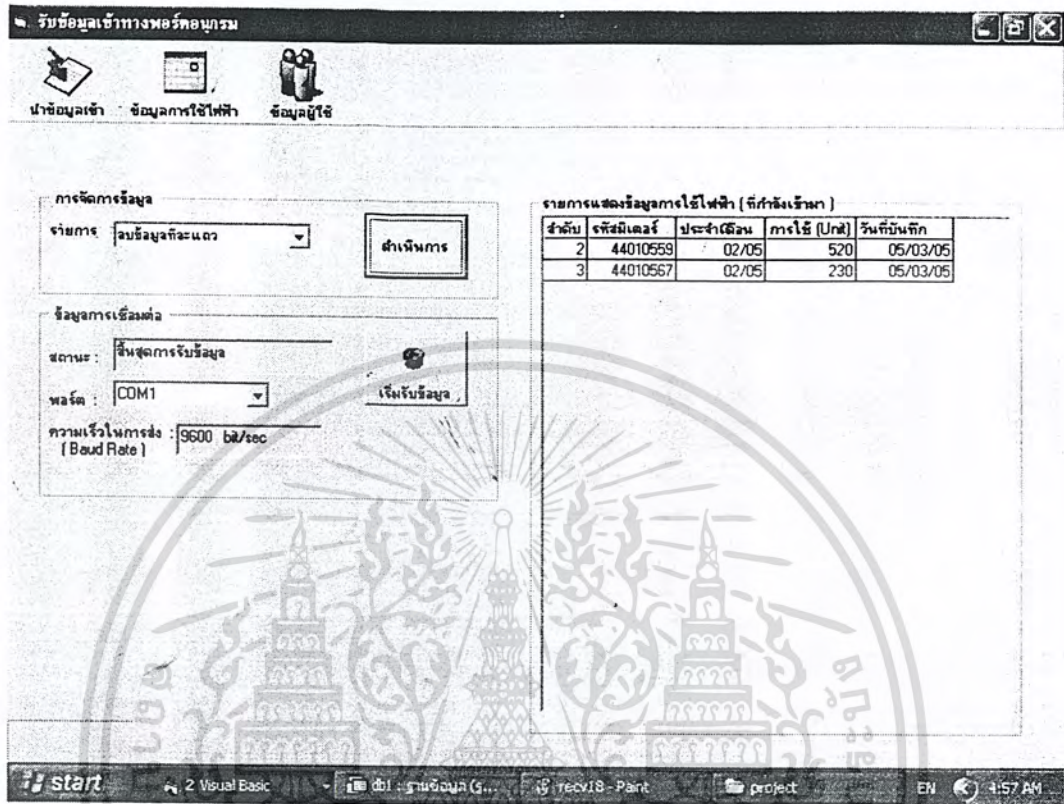 รับข้อมูลเข้าทางพอร์ตอนุกรม
นำข้อมูลเข้า ข้อมูลการใช้ไฟฟ้า ข้อมูลผู้ใช้
การจัดการข้อมูล
รายการ ลบข้อมูลทีละแถว
ดำเนินการ
ข้อมูลการเชื่อมต่อ
สถานะ : สิ้นสุดการรับข้อมูล
พอร์ต : COM1
เริ่มรับข้อมูล
ความเร็วในการส่ง : 9600 bit/sec
( Baud Rate )
รายการแสดงข้อมูลการใช้ไฟฟ้า ( ที่กำลังเข้ามา )
ลำดับ รหัสมิเตอร์ ประจำเดือน การใช้ (Unit) วันที่บันทึก
2 44010559 02/05 520 05/03/05
3 44010567 02/05 230 05/03/05
start 2 Visual Basic db1 : ฐานข้อมูล (ร... recv18 - Paint project EN 4:57 AM